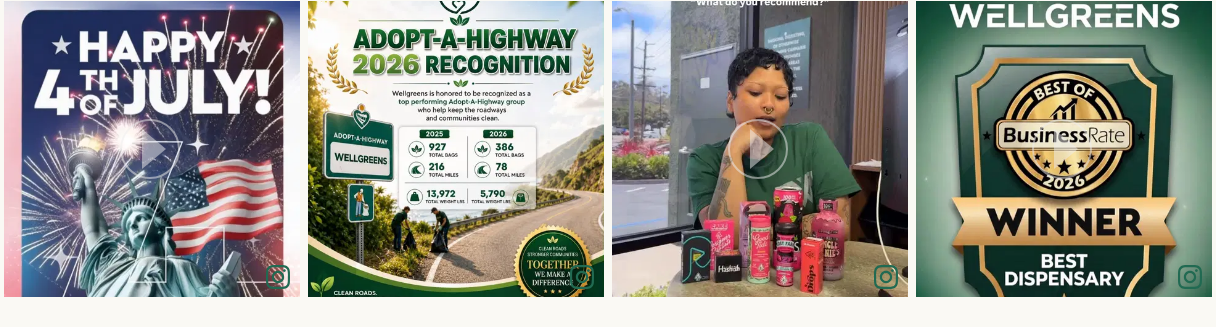 HAPPY
4TH OF JULY!
ADOPT-A-HIGHWAY
2026 RECOGNITION
Wellgreens is honored to be recognized as a
top performing Adopt-A-Highway group
who help keep the roadways
and communities clean.
ADOPT-A-HIGHWAY
WELLGREENS
2025
2026
927
TOTAL BAGS
386
TOTAL BAGS
216
TOTAL MILES
78
TOTAL MILES
13,972
TOTAL WEIGHT LBS
5,790
TOTAL WEIGHT LBS
CLEAN ROADS
STRONGER COMMUNITIES
TOGETHER
WE MAKE A
DIFFERENCE
CLEAN ROADS.
What do you recommend?"
Hashish
drops
WELLGREENS
BEST OF
BusinessRate
2026
WINNER
BEST
DISPENSARY